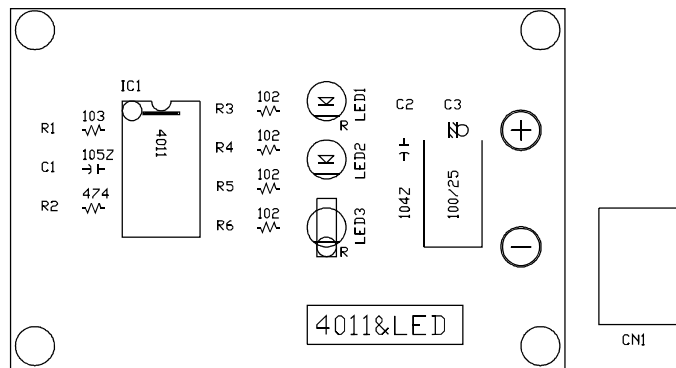 IC1
4011
R1 103
C1 105Z
R2 474
R3 102
R4 102
R5 102
R6 102
LED1
R
LED2
LED3
R
C2
104Z
C3
100/25
+
−
4011&LED
CN1